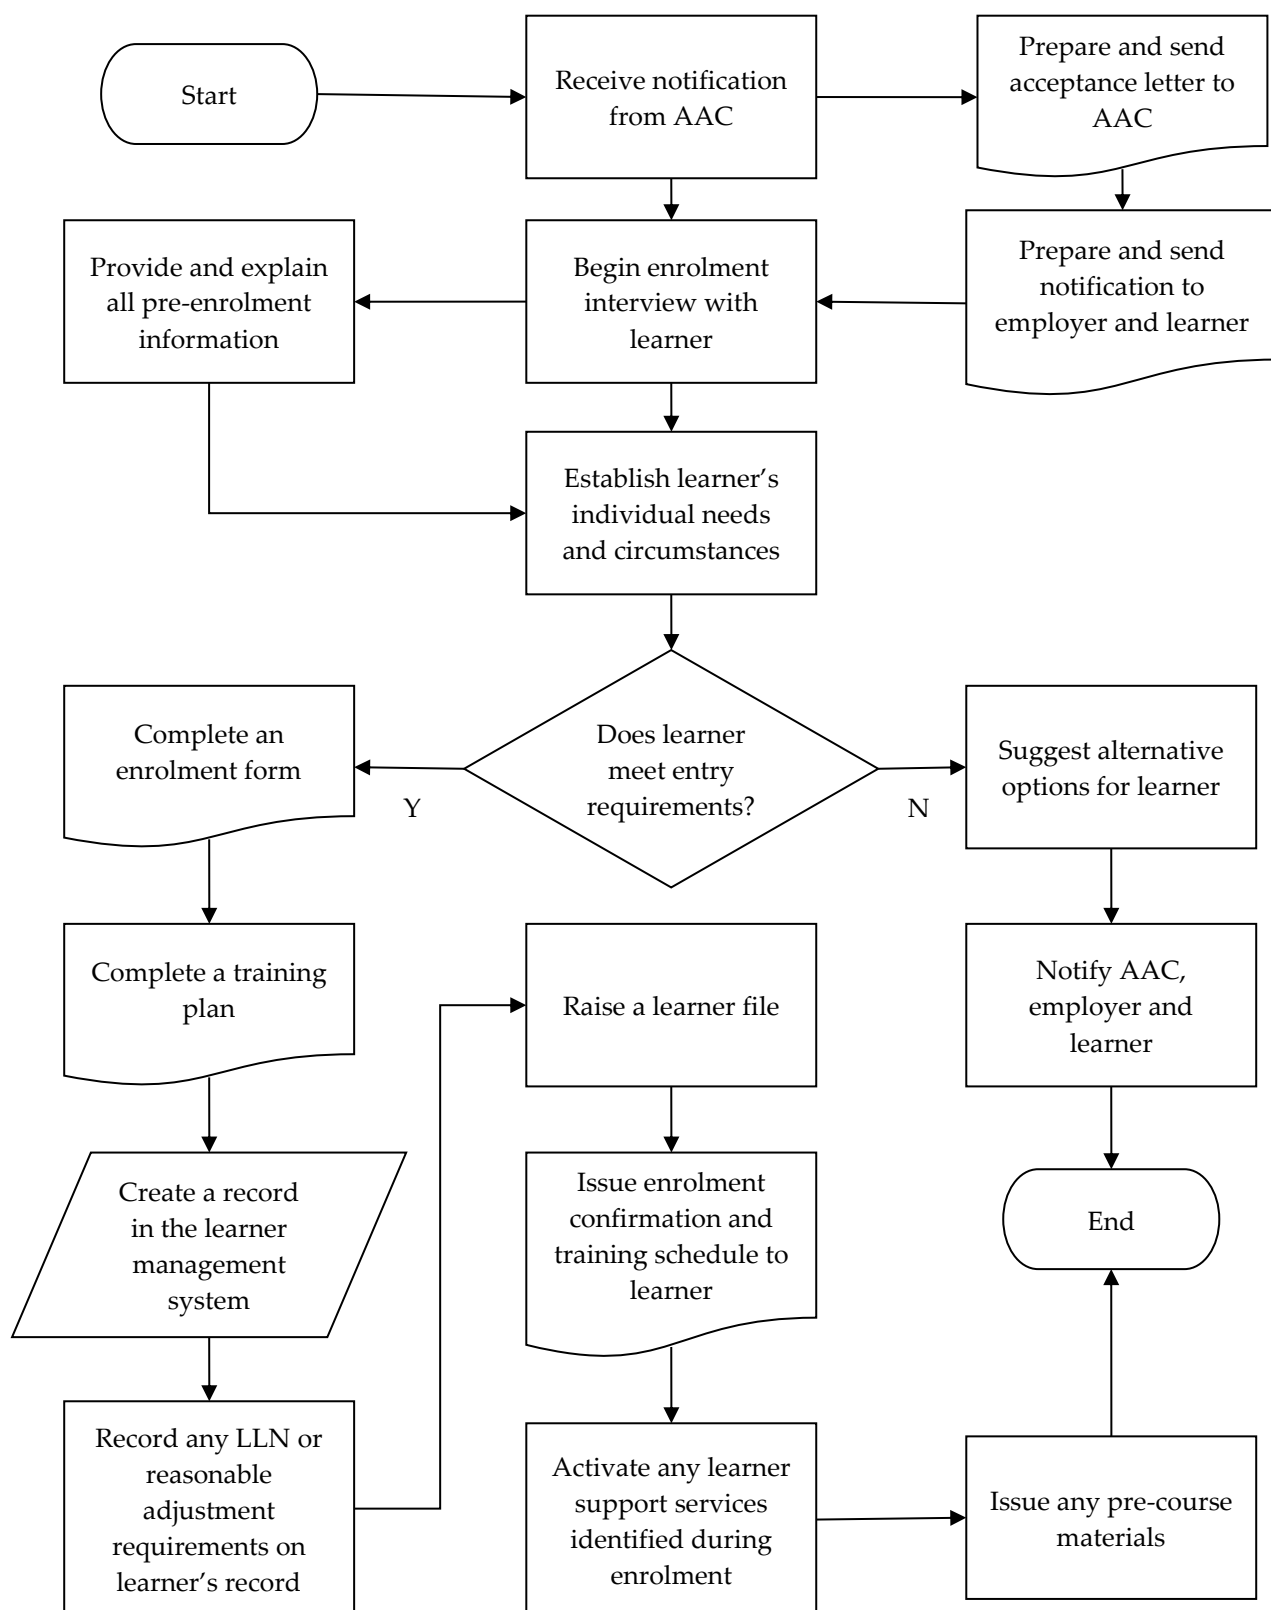 Start
Receive notification
from AAC
Prepare and send
acceptance letter to
AAC
Provide and explain
all pre-enrolment
information
Begin enrolment
interview with
learner
Prepare and send
notification to
employer and learner
Establish learner’s
individual needs
and circumstances
Complete an
enrolment form
Y
Does learner
meet entry
requirements?
N
Suggest alternative
options for learner
Complete a training
plan
Raise a learner file
Notify AAC,
employer and
learner
Create a record
in the learner
management
system
Issue enrolment
confirmation and
training schedule to
learner
End
Record any LLN or
reasonable
adjustment
requirements on
learner’s record
Activate any learner
support services
identified during
enrolment
Issue any pre-course
materials